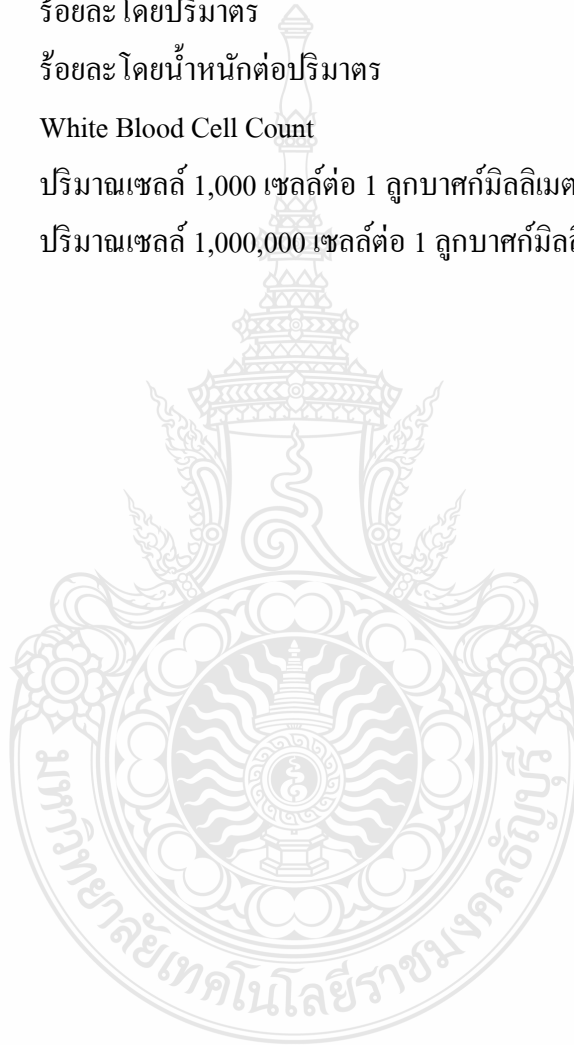 ร้อยละโดยปริมาตร
ร้อยละโดยน้ำหนักต่อปริมาตร
White Blood Cell Count
ปริมาณเซลล์ 1,000 เซลล์ต่อ 1 ลูกบาศก์มิลลิเมต
ปริมาณเซลล์ 1,000,000 เซลล์ต่อ 1 ลูกบาศก์มิลลิ
มหาวิทยาลัยเทคโนโลยีราชมงคลธัญบุรี